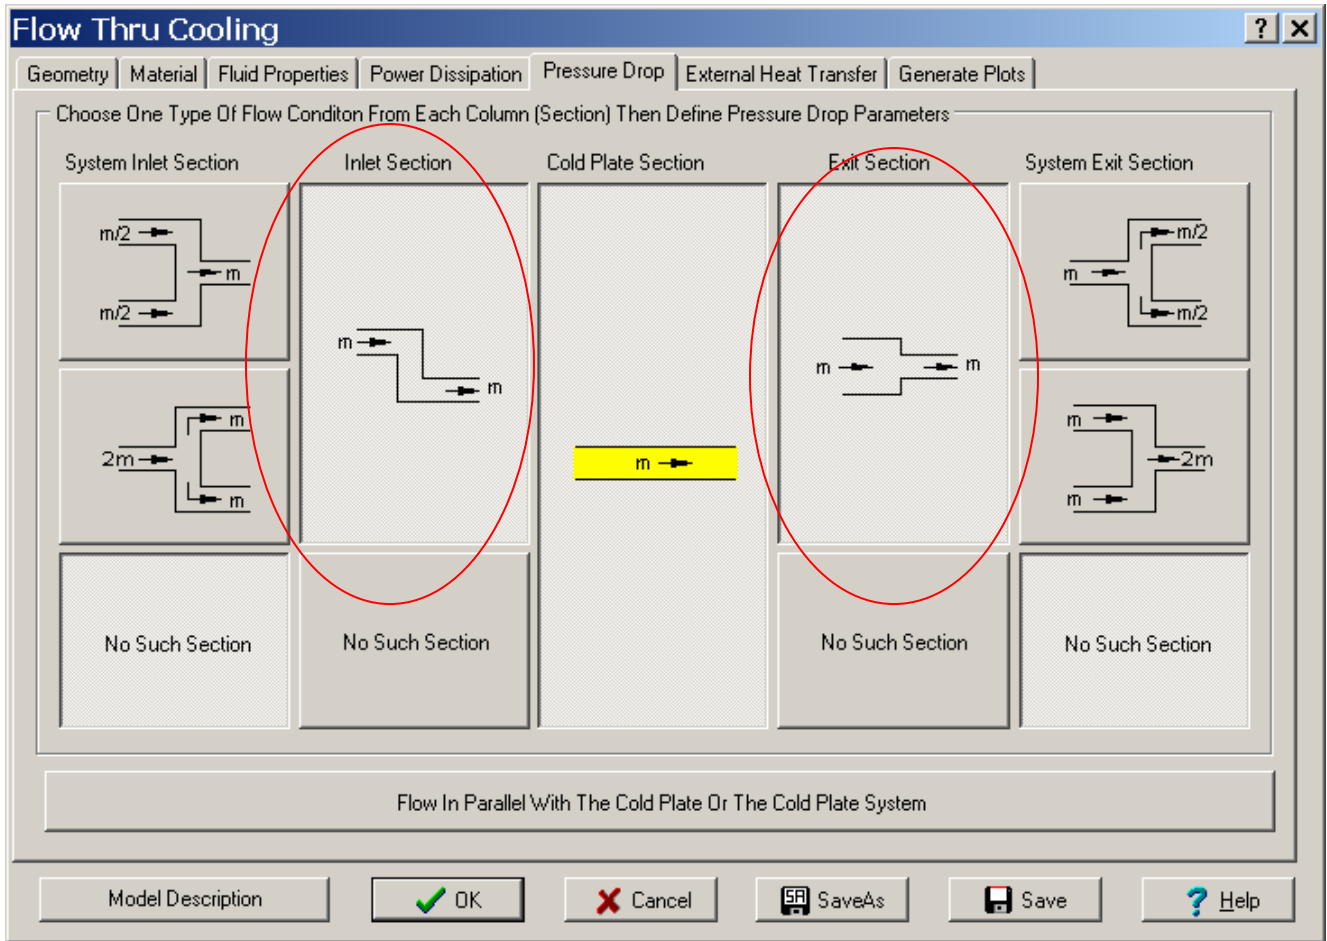 Flow Thru Cooling
Geometry Material Fluid Properties Power Dissipation Pressure Drop External Heat Transfer Generate Plots
Choose One Type Of Flow Conditon From Each Column (Section) Then Define Pressure Drop Parameters
System Inlet Section Inlet Section Cold Plate Section Exit Section System Exit Section
m/2
m
m/2
2m
m
m
No Such Section
m
m
No Such Section
m
m
m
No Such Section
m
m/2
m/2
m
2m
m
No Such Section
Flow In Parallel With The Cold Plate Or The Cold Plate System
Model Description OK Cancel SaveAs Save Help